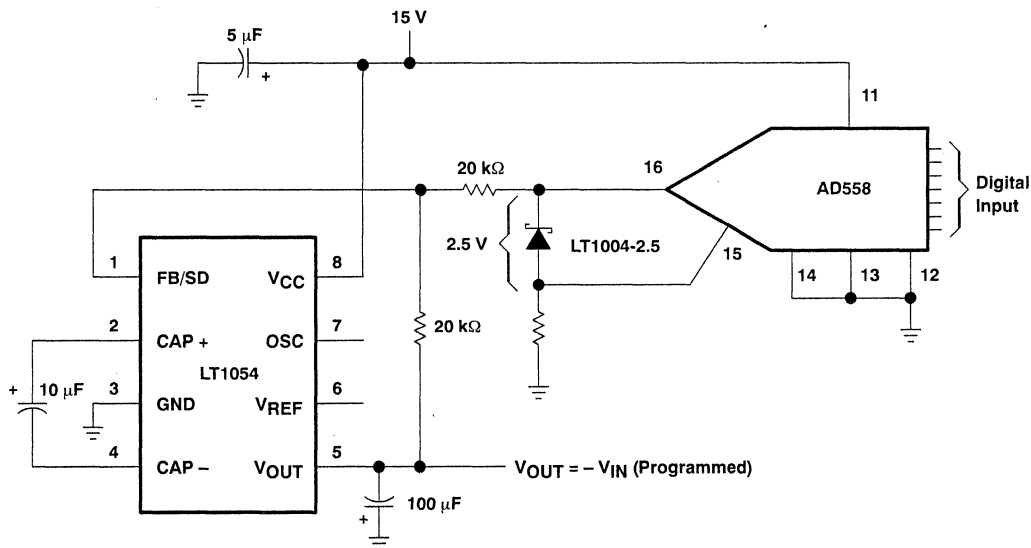 15 V
5 μF
+
11
16
20 kΩ
AD558
Digital
Input
2.5 V
LT1004-2.5
15
14
13
12
1
FB/SD
VCC
8
2
CAP +
OSC
7
20 kΩ
LT1054
+
10 μF
3
GND
VREF
6
4
CAP –
VOUT
5
VOUT = – VIN (Programmed)
100 μF
+